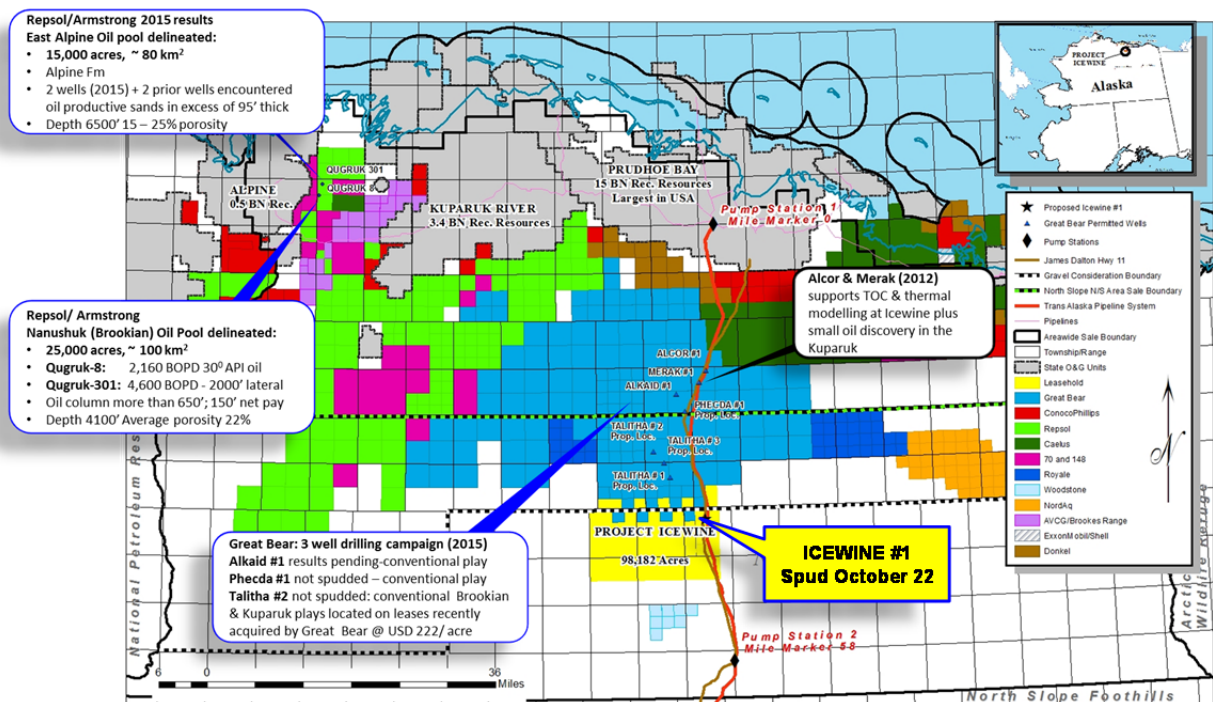 Repsol/Armstrong 2015 results
East Alpine Oil pool delineated:
• 15,000 acres, ~ 80 km²
• Alpine Fm
• 2 wells (2015) + 2 prior wells encountered
oil productive sands in excess of 95' thick
• Depth 6500' 15 – 25% porosity
PROJECT
ICEWINE
Alaska
QUGRUK 301
QUGRUK 8
ALPINE
0.5 BN Rec.
KUPARUK RIVER
3.4 BN Rec. Resources
PRUDHOE BAY
15 BN Rec. Resources
Largest in USA
Pump Station 1
Mile Marker 0
Repsol/ Armstrong
Nanushuk (Brookian) Oil Pool delineated:
• 25,000 acres, ~ 100 km²
• Qugruk-8: 2,160 BOPD 30⁰ API oil
• Qugruk-301: 4,600 BOPD - 2000' lateral
• Oil column more than 650'; 150' net pay
• Depth 4100' Average porosity 22%
Alcor & Merak (2012)
supports TOC & thermal
modelling at Icewine plus
small oil discovery in the
Kuparuk
Proposed Icewine #1
Great Bear Permitted Wells
Pump Stations
James Dalton Hwy 11
Gravel Consideration Boundary
North Slope N/S Area Sale Boundary
Trans Alaska Pipeline System
Pipelines
Areawide Sale Boundary
Township/Range
State O&G Units
Leasehold
Great Bear
ConocoPhillips
Repsol
Caelus
70 and 148
Royale
Woodstone
NordAq
AVCG/Brookes Range
ExxonMobil/Shell
Donkel
N
ALCOR #1
MERAK #1
ALKAID #1
PHECDA #1
Prop. Loc.
TALITHA # 2
Prop. Loc.
TALITHA # 3
Prop. Loc.
TALITHA # 1
Prop. Loc.
PROJECT ICEWINE
98,182 Acres
ICEWINE #1
Spud October 22
Great Bear: 3 well drilling campaign (2015)
Alkaid #1 results pending-conventional play
Phecda #1 not spudded – conventional play
Talitha #2 not spudded: conventional Brookian
& Kuparuk plays located on leases recently
acquired by Great Bear @ USD 222/ acre
National Petroleum Res
Arctic
Wildlife Refuge
Pump Station 2
Mile Marker 58
6 0 36
Miles
North Slope Foothills